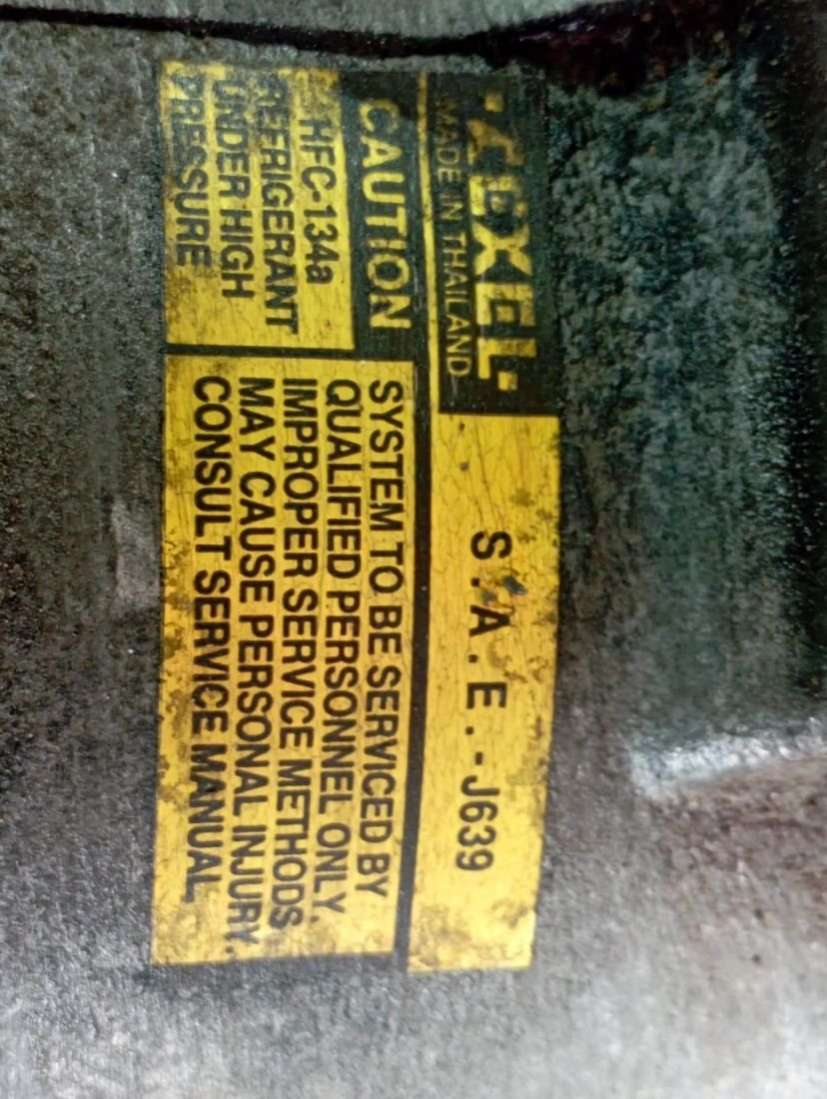 ZEXEL
MADE IN THAILAND
S.A.E.-J639
CAUTION
HFC-134a
REFRIGERANT
UNDER HIGH
PRESSURE
SYSTEM TO BE SERVICED BY
QUALIFIED PERSONNEL ONLY.
IMPROPER SERVICE METHODS
MAY CAUSE PERSONAL INJURY.
CONSULT SERVICE MANUAL.